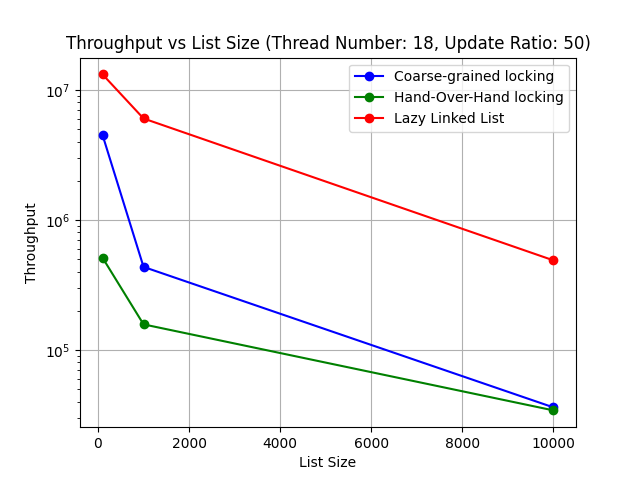 Throughput vs List Size (Thread Number: 18, Update Ratio: 50)
Coarse-grained locking
Hand-Over-Hand locking
Lazy Linked List
Throughput
10⁷
10⁶
10⁵
0 2000 4000 6000 8000 10000
List Size